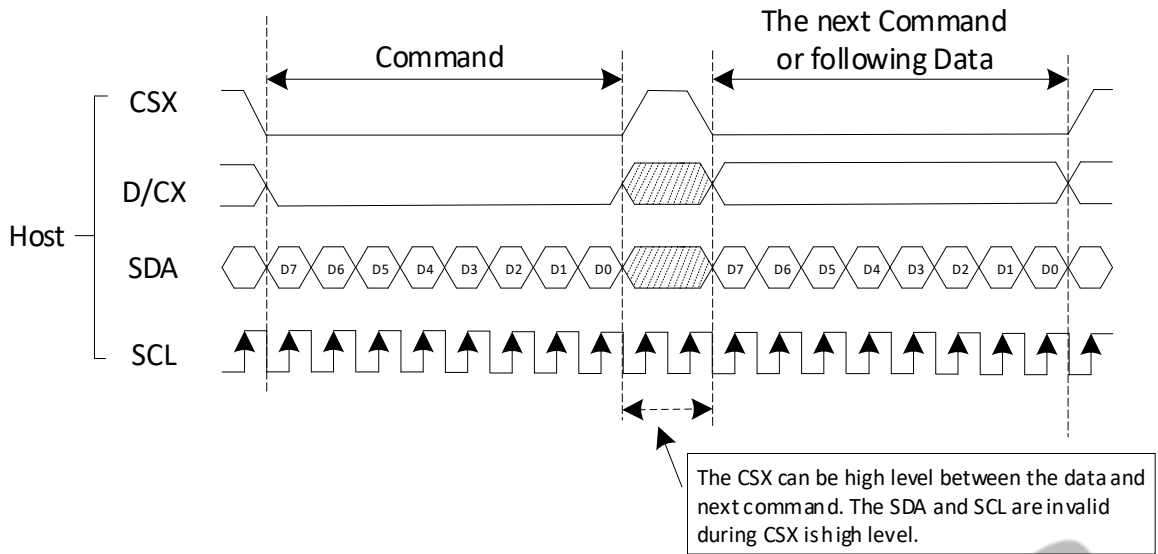 The next Command
or following Data
Command
CSX
D/CX
Host
SDA
D7 D6 D5 D4 D3 D2 D1 D0 D7 D6 D5 D4 D3 D2 D1 D0
SCL
The CSX can be high level between the data and
next command. The SDA and SCL are invalid
during CSX is high level.